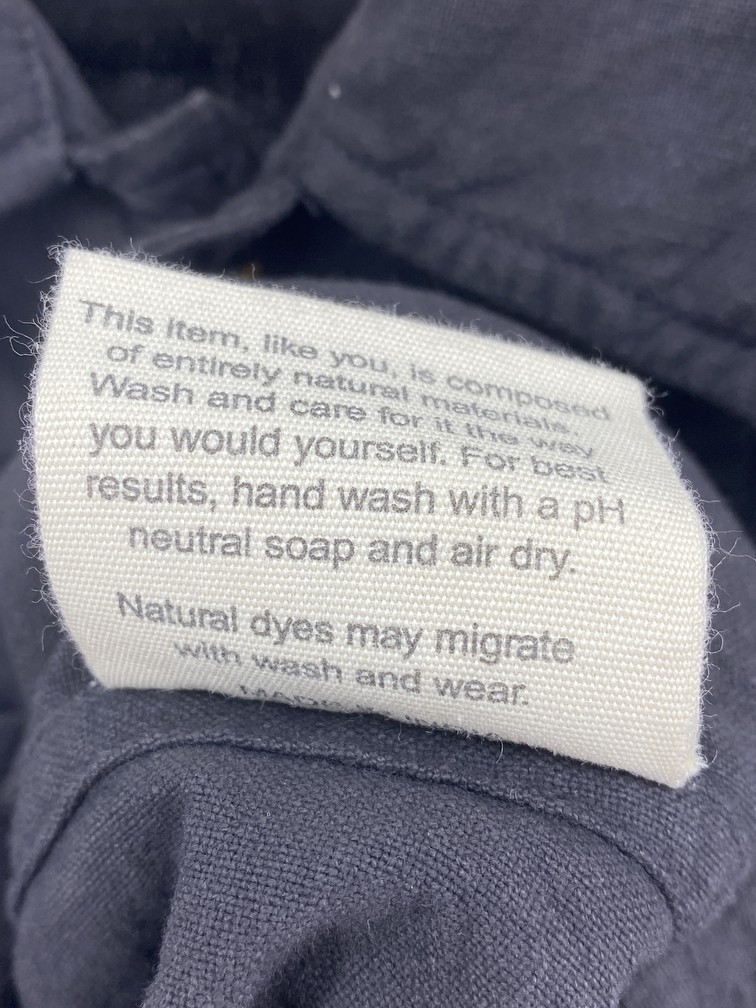 This item, like you, is composed
of entirely natural materials.
Wash and care for it the way
you would yourself. For best
results, hand wash with a pH
neutral soap and air dry.
Natural dyes may migrate
with wash and wear.
MADE IN